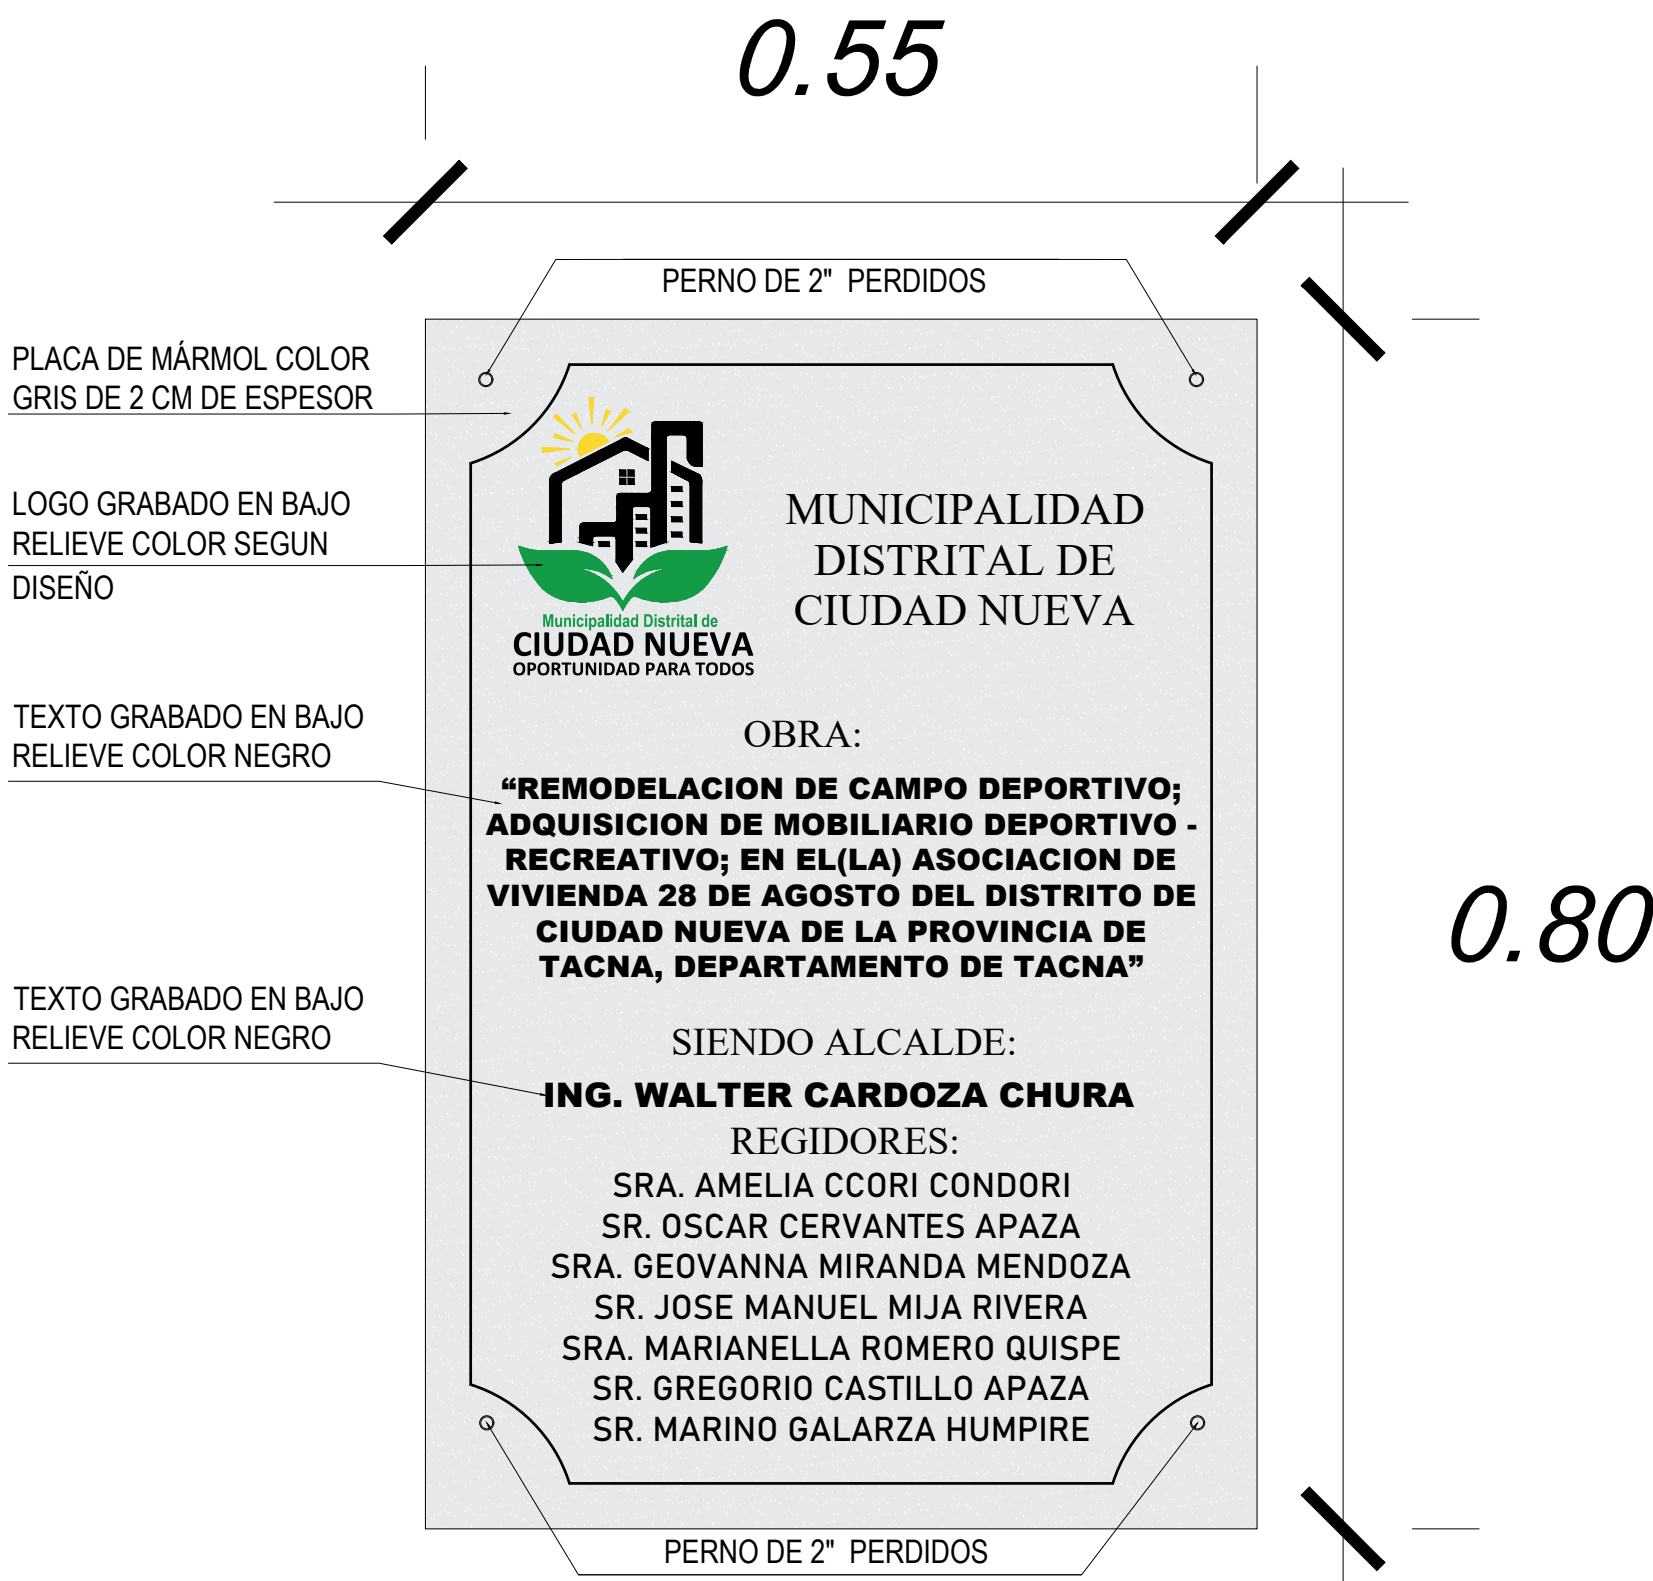 0.55
PERNO DE 2" PERDIDOS
PLACA DE MÁRMOL COLOR
GRIS DE 2 CM DE ESPESOR
LOGO GRABADO EN BAJO
RELIEVE COLOR SEGUN
DISEÑO
Municipalidad Distrital de
CIUDAD NUEVA
OPORTUNIDAD PARA TODOS
MUNICIPALIDAD
DISTRITAL DE
CIUDAD NUEVA
TEXTO GRABADO EN BAJO
RELIEVE COLOR NEGRO
OBRA:
“REMODELACION DE CAMPO DEPORTIVO;
ADQUISICION DE MOBILIARIO DEPORTIVO -
RECREATIVO; EN EL(LA) ASOCIACION DE
VIVIENDA 28 DE AGOSTO DEL DISTRITO DE
CIUDAD NUEVA DE LA PROVINCIA DE
TACNA, DEPARTAMENTO DE TACNA”
0.80
TEXTO GRABADO EN BAJO
RELIEVE COLOR NEGRO
SIENDO ALCALDE:
ING. WALTER CARDOZA CHURA
REGIDORES:
SRA. AMELIA CCORI CONDORI
SR. OSCAR CERVANTES APAZA
SRA. GEOVANNA MIRANDA MENDOZA
SR. JOSE MANUEL MIJA RIVERA
SRA. MARIANELLA ROMERO QUISPE
SR. GREGORIO CASTILLO APAZA
SR. MARINO GALARZA HUMPIRE
PERNO DE 2" PERDIDOS